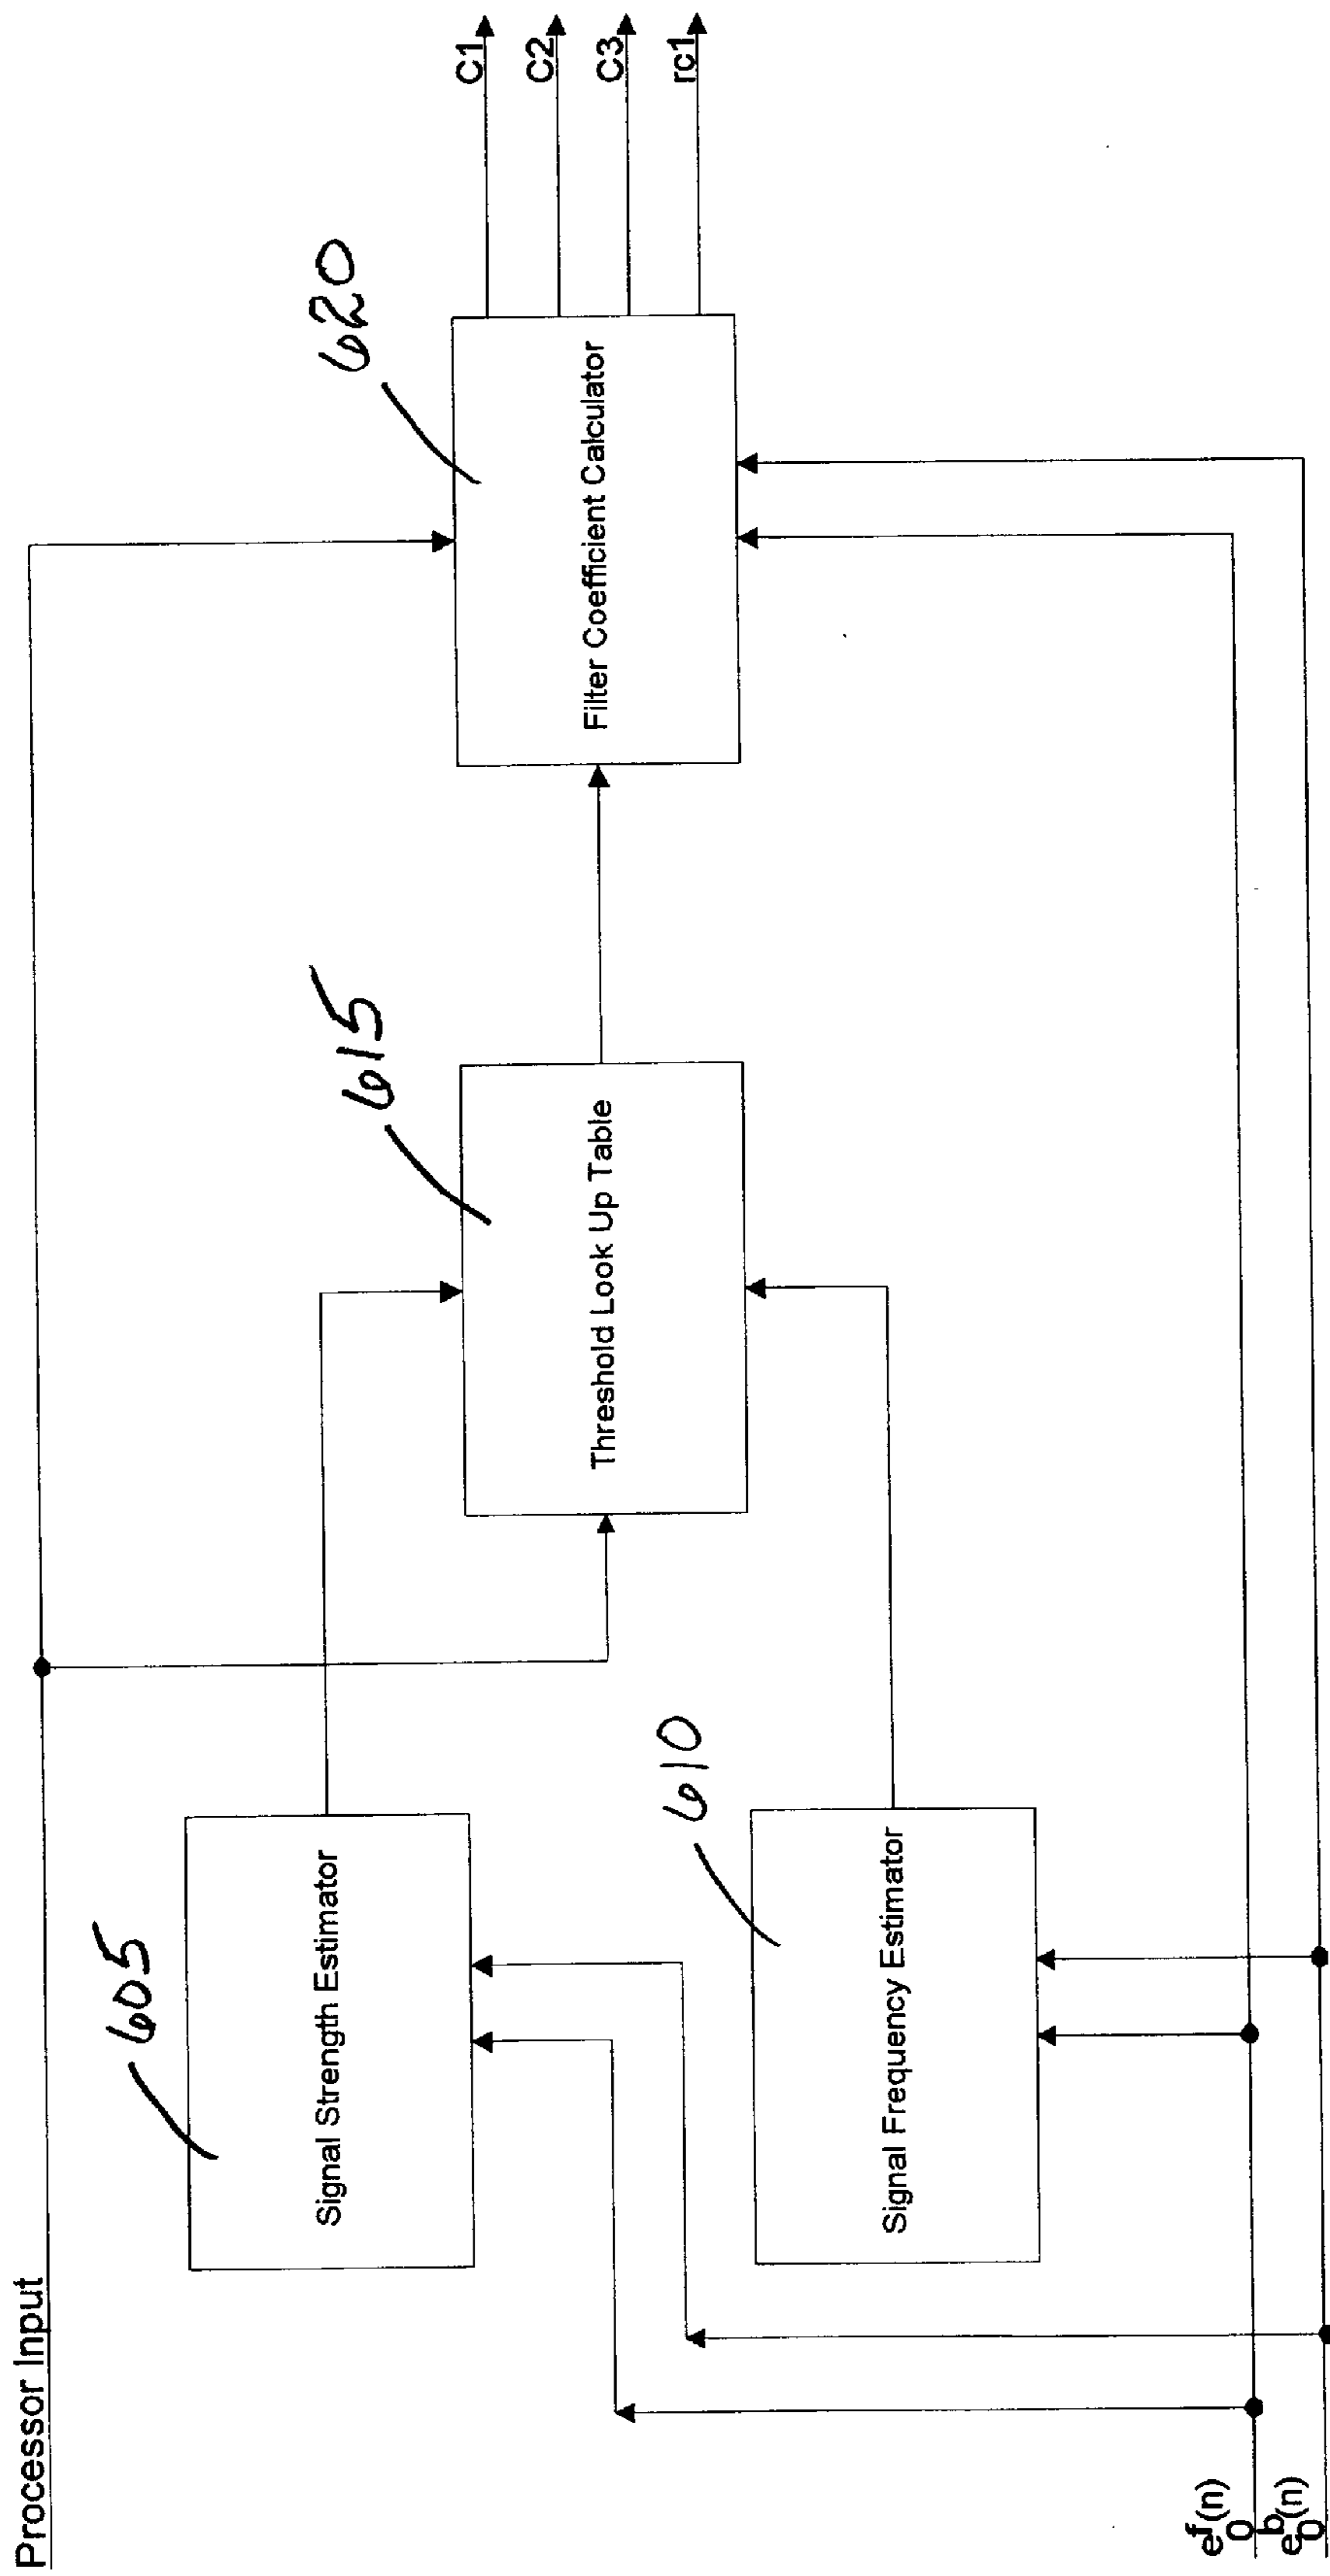 Processor Input
605
Signal Strength Estimator
610
Signal Frequency Estimator
615
Threshold Look Up Table
620
Filter Coefficient Calculator
C1
C2
C3
rc1
e₀ᶠ(n)
e₀ᵇ(n)